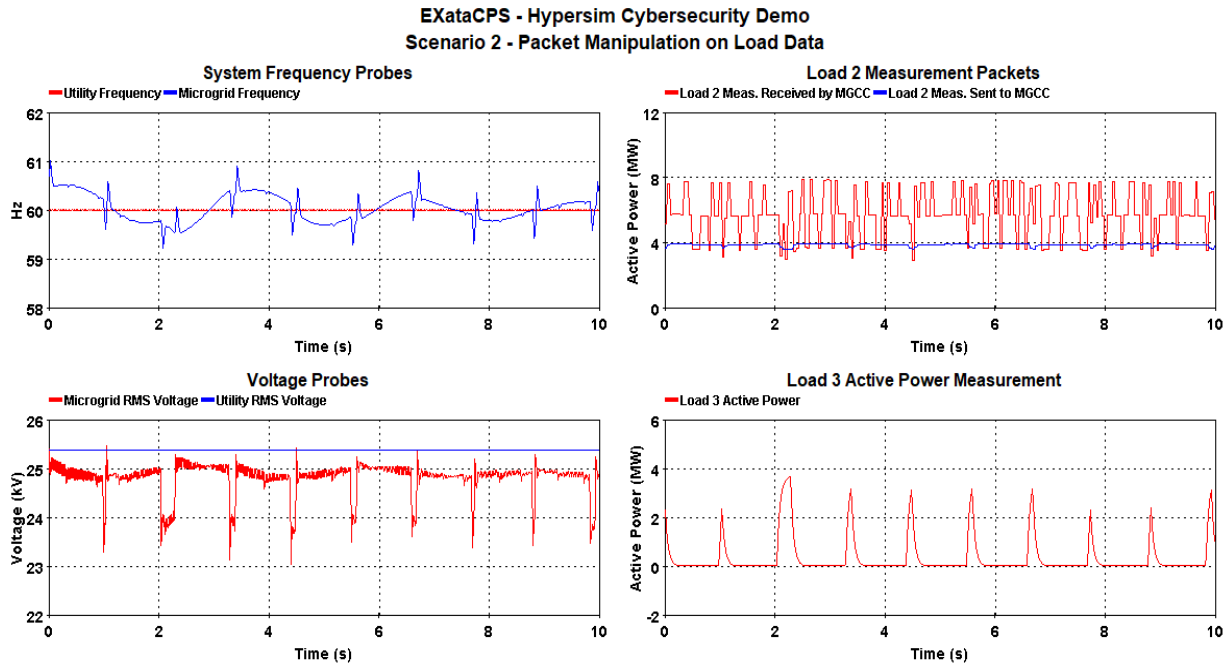 EXataCPS - Hypersim Cybersecurity Demo
Scenario 2 - Packet Manipulation on Load Data
System Frequency Probes
Utility Frequency Microgrid Frequency
62
61
60
59
58
Hz
0 2 4 6 8 10
Time (s)
Load 2 Measurement Packets
Load 2 Meas. Received by MGCC Load 2 Meas. Sent to MGCC
12
8
4
0
Active Power (MW)
0 2 4 6 8 10
Time (s)
Voltage Probes
Microgrid RMS Voltage Utility RMS Voltage
26
25
24
23
22
Voltage (kV)
0 2 4 6 8 10
Time (s)
Load 3 Active Power Measurement
Load 3 Active Power
6
4
2
0
-2
Active Power (MW)
0 2 4 6 8 10
Time (s)